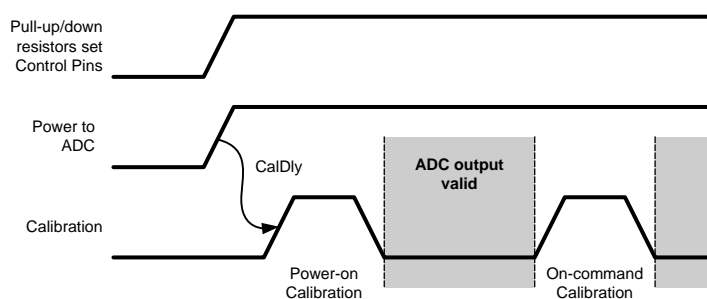 Pull-up/down
resistors set
Control Pins
Power to
ADC
CalDly
ADC output
valid
Calibration
Power-on
Calibration
On-command
Calibration